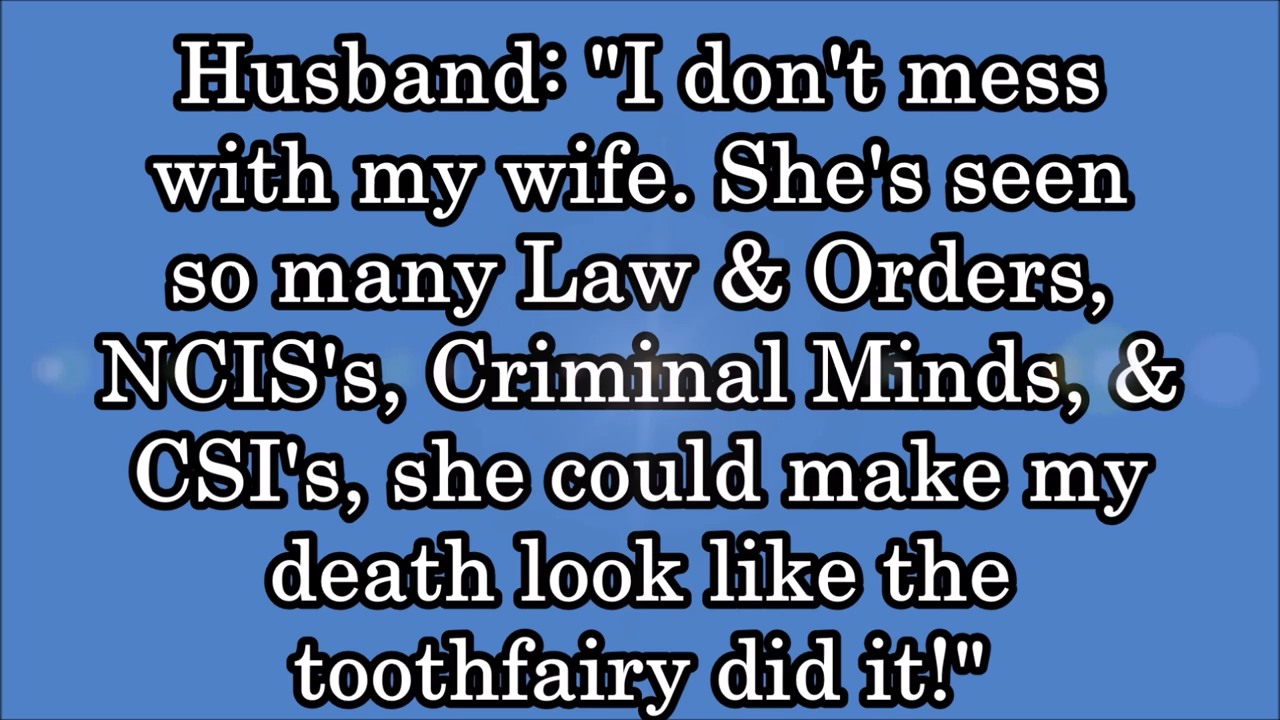 Husband: "I don't mess
with my wife. She's seen
so many Law & Orders,
NCIS's, Criminal Minds, &
CSI's, she could make my
death look like the
toothfairy did it!"